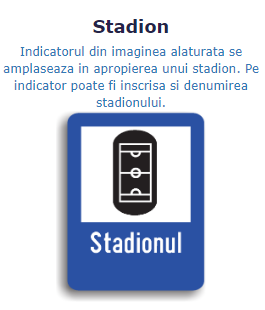 Stadion
Indicatorul din imaginea alaturata se
amplaseaza in apropierea unui stadion. Pe
indicator poate fi inscrisa si denumirea
stadionului.
Stadionul